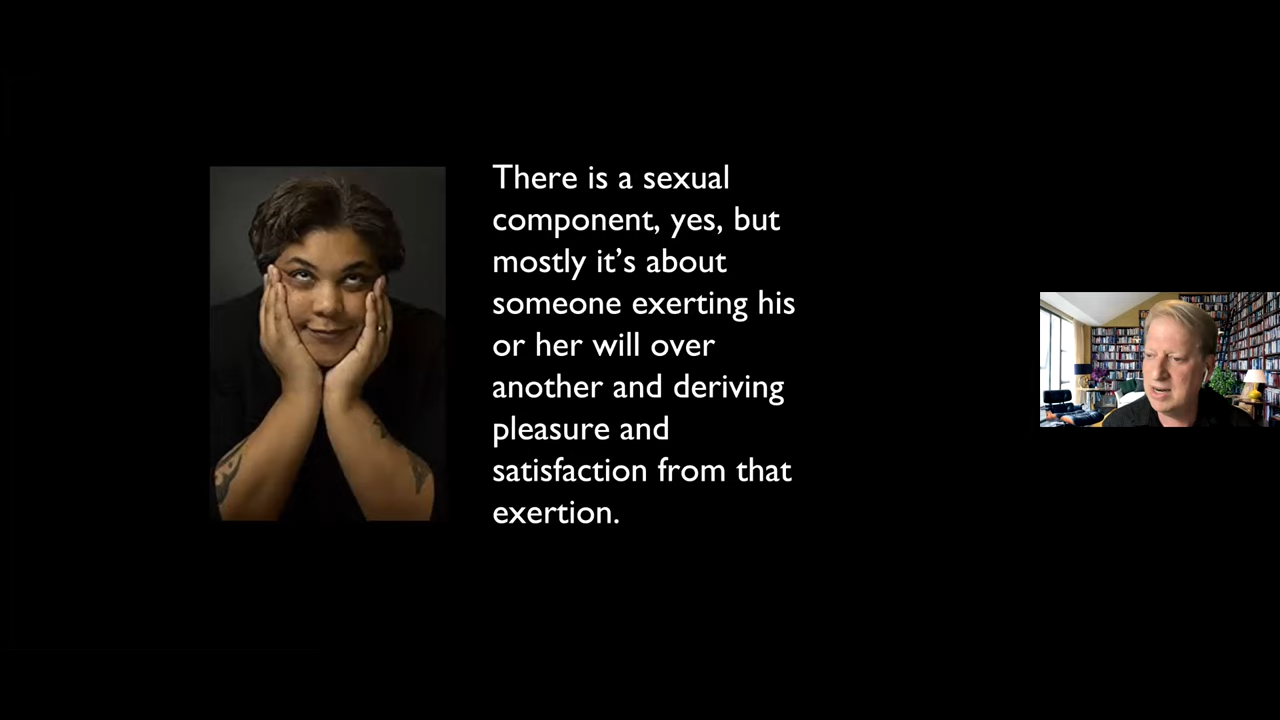 There is a sexual
component, yes, but
mostly it’s about
someone exerting his
or her will over
another and deriving
pleasure and
satisfaction from that
exertion.